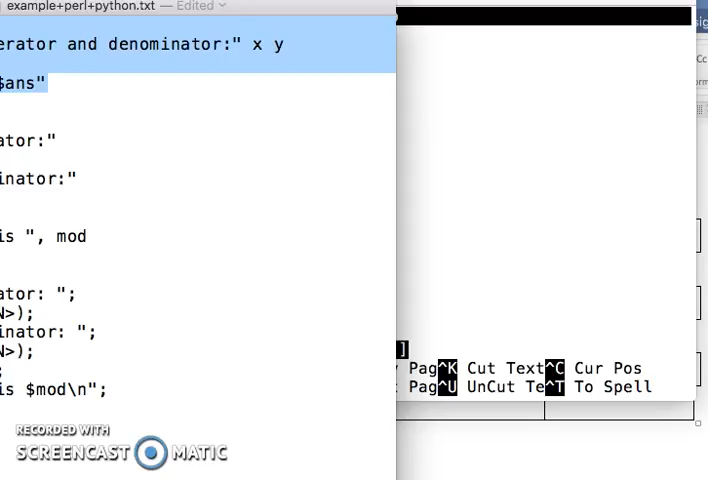 example+perl+python.txt — Edited
erator and denominator:" x y
$ans"
ator:"
inator:"
is ", mod
ator: ";
N>);
inator: ";
N>);
;
is $mod\n";
]
Pag^K Cut Text^C Cur Pos
Pag^U UnCut Te^T To Spell
RECORDED WITH
SCREENCAST MATIC